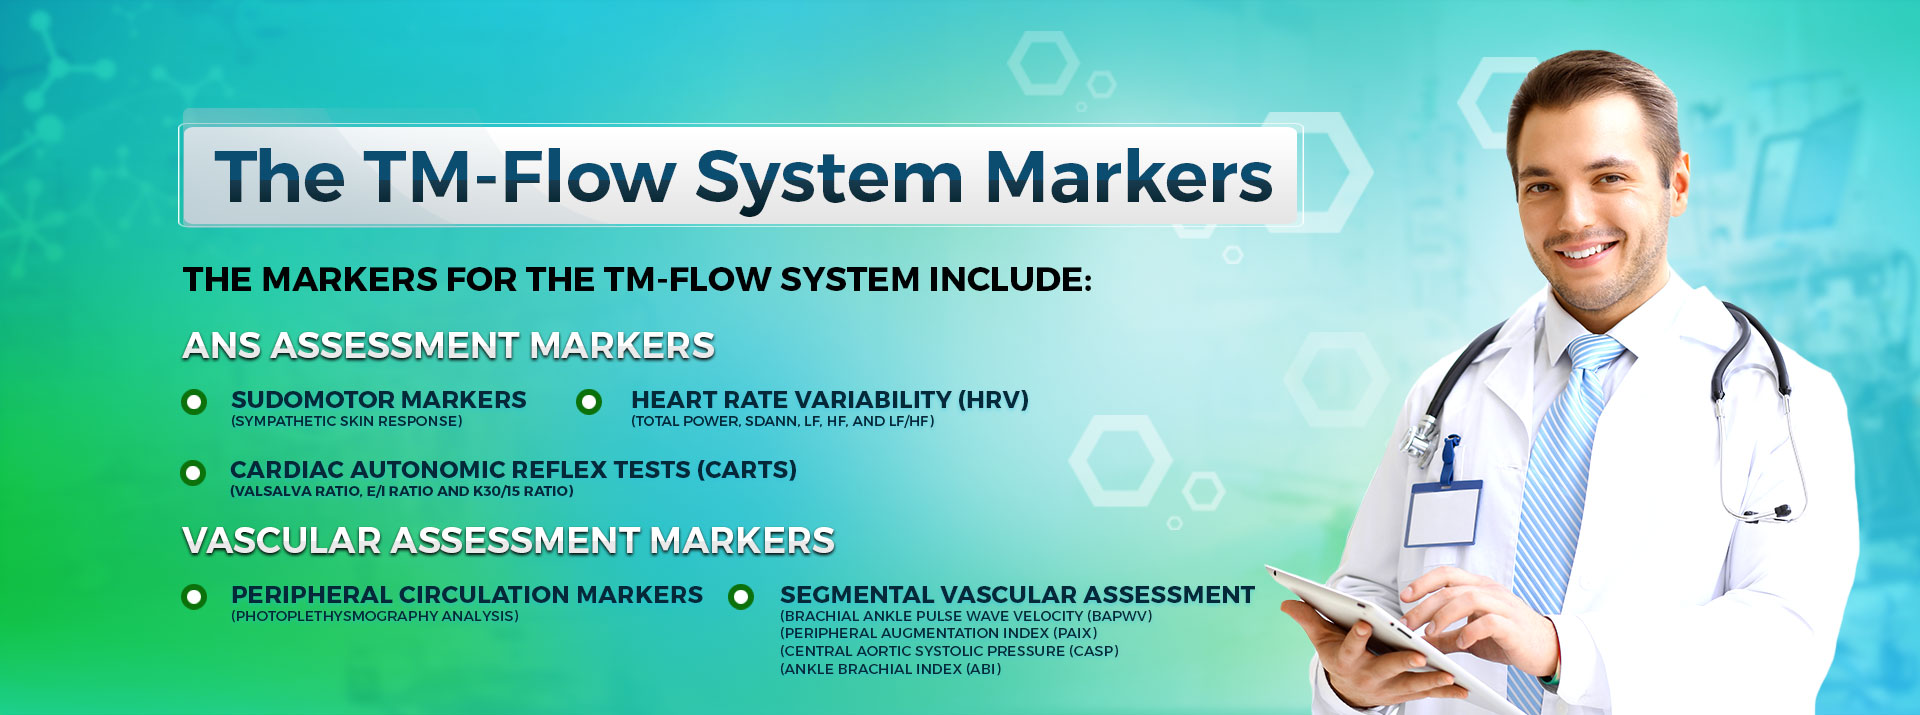 The TM-Flow System Markers
THE MARKERS FOR THE TM-FLOW SYSTEM INCLUDE:
ANS ASSESSMENT MARKERS
SUDOMOTOR MARKERS
(SYMPATHETIC SKIN RESPONSE)
HEART RATE VARIABILITY (HRV)
(TOTAL POWER, SDANN, LF, HF, AND LF/HF)
CARDIAC AUTONOMIC REFLEX TESTS (CARTS)
(VALSALVA RATIO, E/I RATIO AND K30/15 RATIO)
VASCULAR ASSESSMENT MARKERS
PERIPHERAL CIRCULATION MARKERS
(PHOTOPLETHYSMOGRAPHY ANALYSIS)
SEGMENTAL VASCULAR ASSESSMENT
(BRACHIAL ANKLE PULSE WAVE VELOCITY (BAPWV)
(PERIPHERAL AUGMENTATION INDEX (PAIX)
(CENTRAL AORTIC SYSTOLIC PRESSURE (CASP)
(ANKLE BRACHIAL INDEX (ABI)